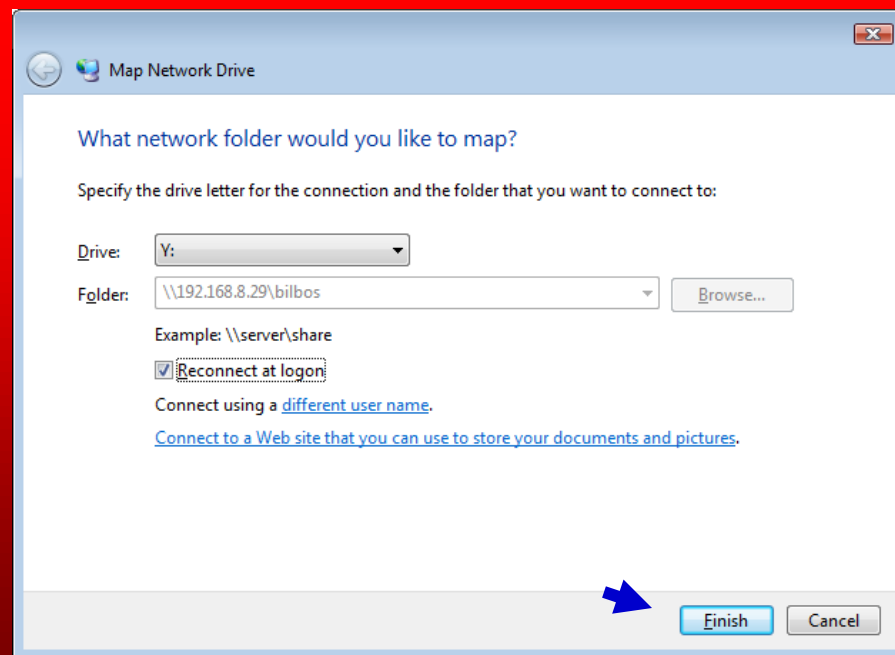 Map Network Drive
What network folder would you like to map?
Specify the drive letter for the connection and the folder that you want to connect to:
Drive: Y:
Folder: \\192.168.8.29\bilbos Browse...
Example: \\server\share
Reconnect at logon
Connect using a different user name.
Connect to a Web site that you can use to store your documents and pictures.
Finish Cancel